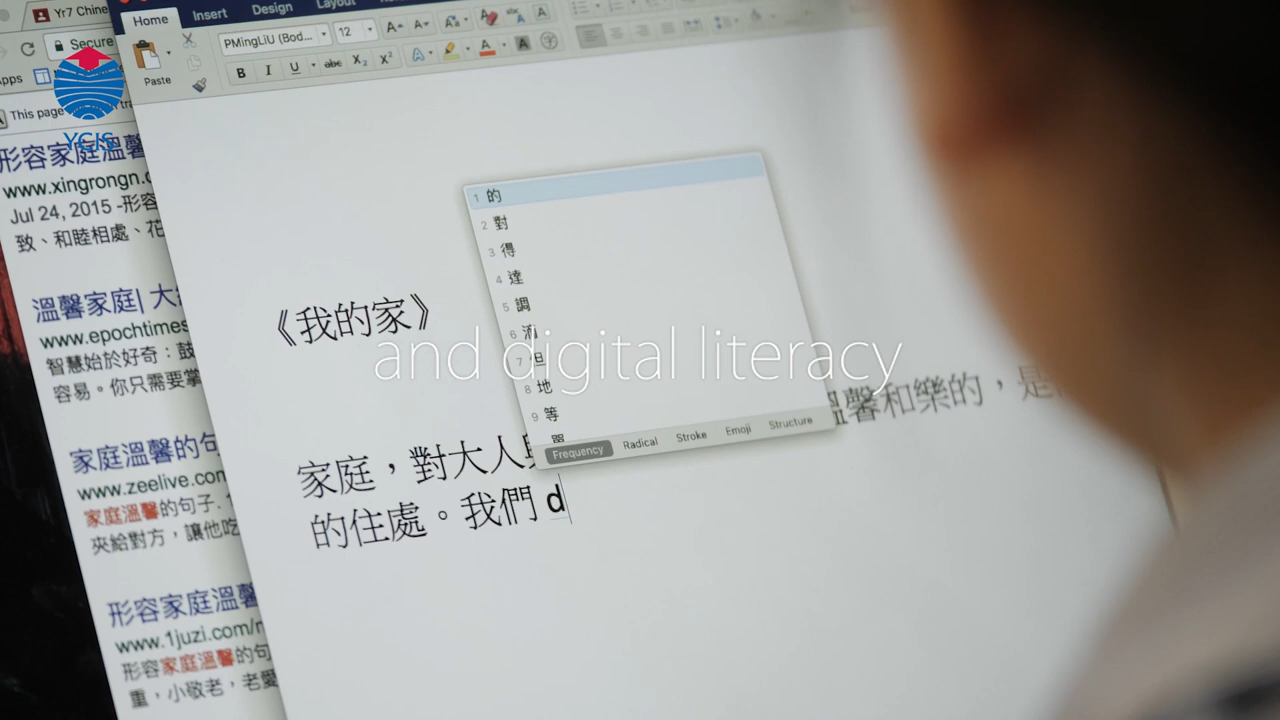 Yr7 Chine
Secure
Apps
This page
YCIS
形容家庭溫馨
www.xingrongn.c
Jul 24, 2015 -形容
致、和睦相處、花
溫馨家庭| 大
www.epochtimes
智慧始於好奇：鼓
容易。你只需要掌
家庭溫馨的句
www.zeelive.com
家庭溫馨的句子.
夾給對方，讓他吃
形容家庭溫馨
www.1juzi.com/n
形容家庭溫馨的句
重，小敬老，老愛
Home Insert Design Layout
Paste
PMingLiU (Bod... 12
B I U abc X2 X2
《我的家》
1 的
2 對
3 得
4 達
5 調
6 滴
7 但
8 地
9 等
單
Frequency Radical Stroke Emoji Structure
and digital literacy
家庭，對大人 溫馨和樂的，是
的住處。我們 d